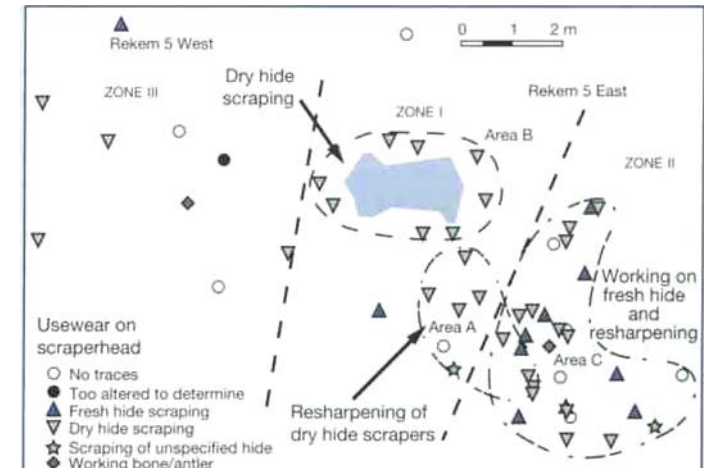 Rekem 5 West
0 1 2 m
ZONE III
Dry hide
scraping
ZONE I
Rekem 5 East
Area B
ZONE II
Working on
fresh hide
and
resharpening
Area A
Area C
Resharpening of
dry hide scrapers
Usewear on
scraperhead
No traces
Too altered to determine
Fresh hide scraping
Dry hide scraping
Scraping of unspecified hide
Working bone/antler